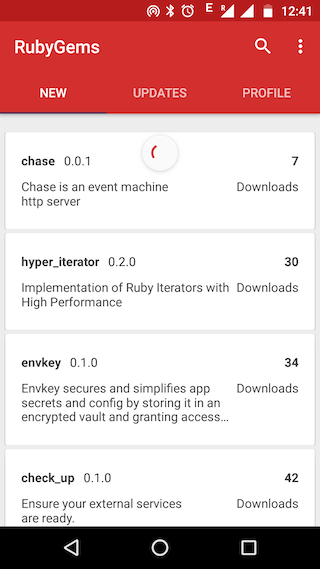 E R 12:41
RubyGems
NEW UPDATES PROFILE
chase 0.0.1 7
Chase is an event machine Downloads
http server
hyper_iterator 0.2.0 30
Implementation of Ruby Iterators with Downloads
High Performance
envkey 0.1.0 34
Envkey secures and simplifies app Downloads
secrets and config by storing it in an
encrypted vault and granting access...
check_up 0.1.0 42
Ensure your external services Downloads
are ready.